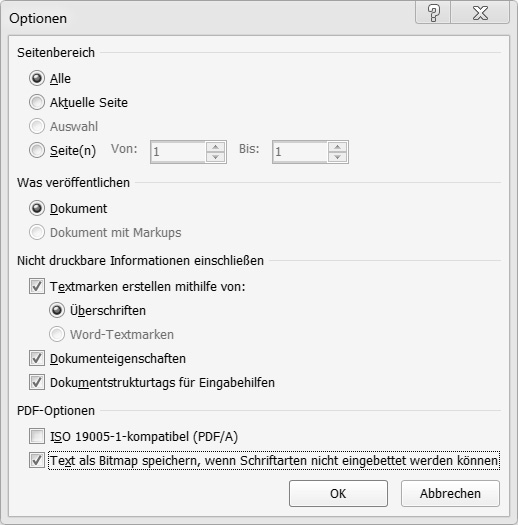 Optionen
Seitenbereich
Alle
Aktuelle Seite
Auswahl
Seite(n) Von: 1 Bis: 1
Was veröffentlichen
Dokument
Dokument mit Markups
Nicht druckbare Informationen einschließen
Textmarken erstellen mithilfe von:
Überschriften
Word-Textmarken
Dokumenteigenschaften
Dokumentstrukturtags für Eingabehilfen
PDF-Optionen
ISO 19005-1-kompatibel (PDF/A)
Text als Bitmap speichern, wenn Schriftarten nicht eingebettet werden können
OK Abbrechen